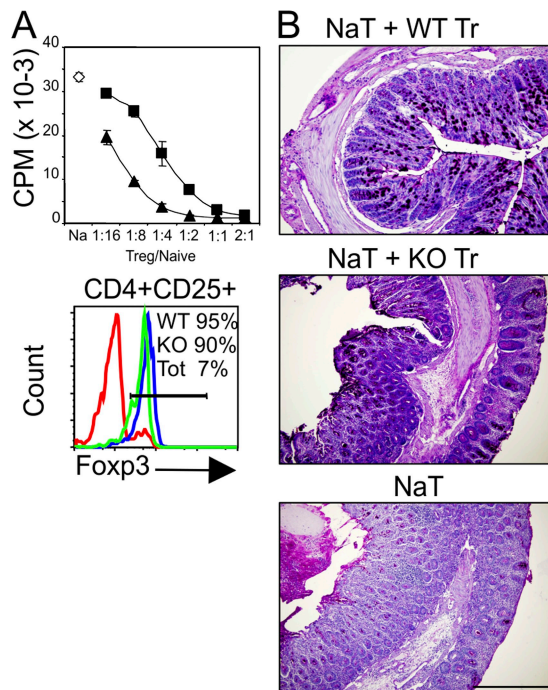 A
CPM (x 10-3)
40
30
20
10
0
Na 1:16 1:8 1:4 1:2 1:1 2:1
Treg/Naive
CD4+CD25+
WT 95%
KO 90%
Tot 7%
Count
Foxp3
B
NaT + WT Tr
NaT + KO Tr
NaT